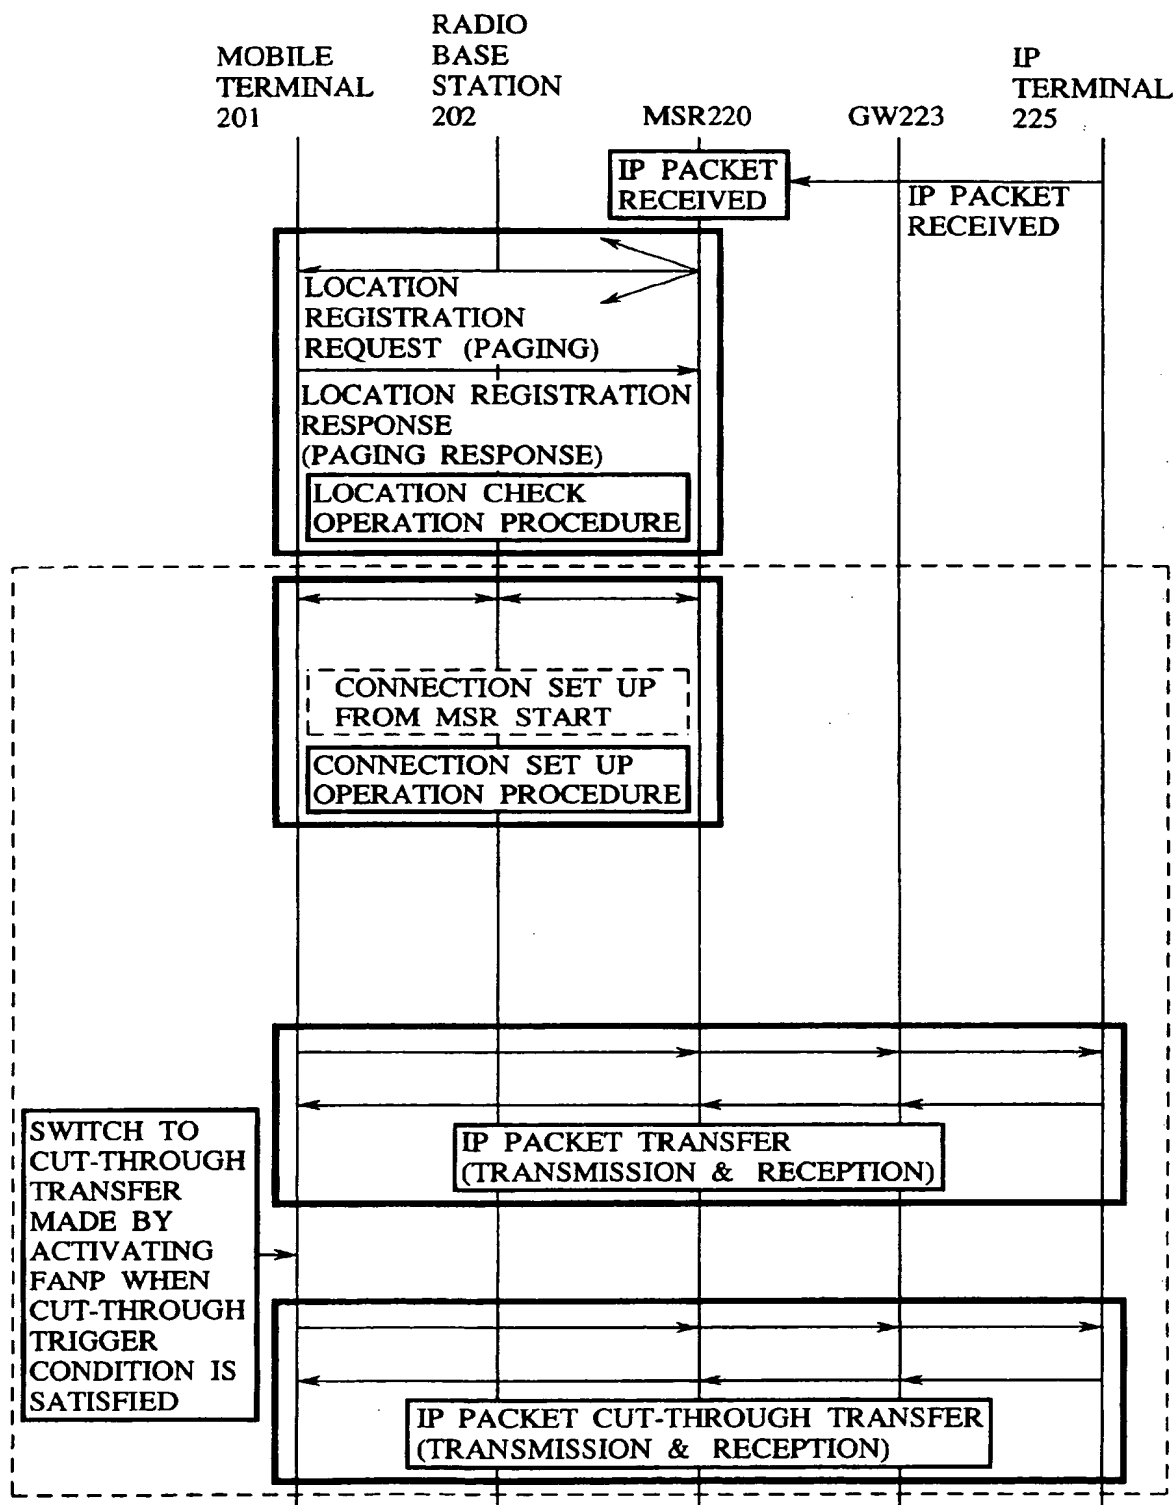 MOBILE
TERMINAL
201
RADIO
BASE
STATION
202
MSR220
GW223
IP
TERMINAL
225
IP PACKET
RECEIVED
IP PACKET
RECEIVED
LOCATION
REGISTRATION
REQUEST (PAGING)
LOCATION REGISTRATION
RESPONSE
(PAGING RESPONSE)
LOCATION CHECK
OPERATION PROCEDURE
CONNECTION SET UP
FROM MSR START
CONNECTION SET UP
OPERATION PROCEDURE
IP PACKET TRANSFER
(TRANSMISSION & RECEPTION)
SWITCH TO
CUT-THROUGH
TRANSFER
MADE BY
ACTIVATING
FANP WHEN
CUT-THROUGH
TRIGGER
CONDITION IS
SATISFIED
IP PACKET CUT-THROUGH TRANSFER
(TRANSMISSION & RECEPTION)